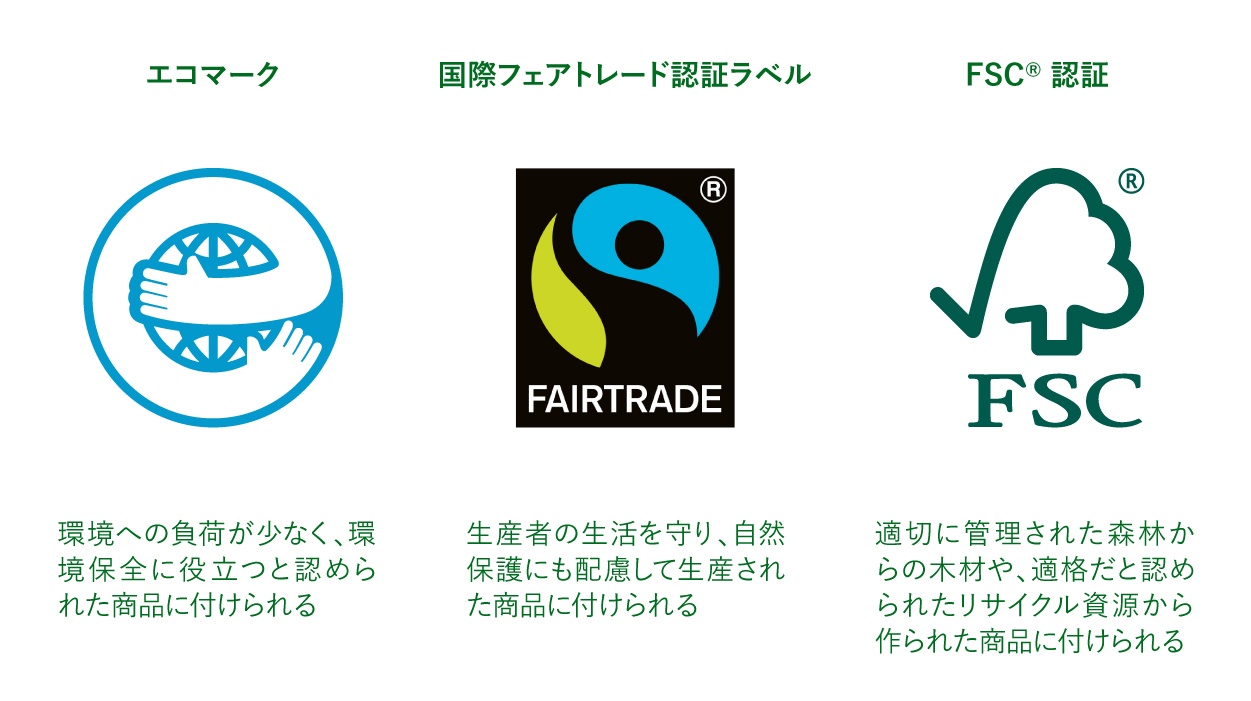 エコマーク
環境への負荷が少なく、環
境保全に役立つと認めら
れた商品に付けられる
国際フェアトレード認証ラベル
®
FAIRTRADE
生産者の生活を守り、自然
保護にも配慮して生産され
た商品に付けられる
FSC® 認証
®
FSC
適切に管理された森林か
らの木材や、適格だと認め
られたリサイクル資源から
作られた商品に付けられる